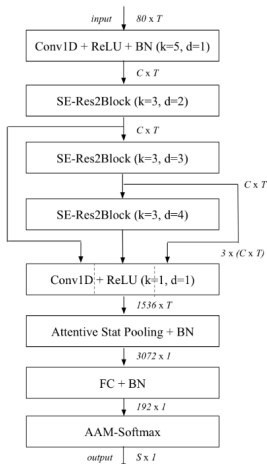 input 80 x T
Conv1D + ReLU + BN (k=5, d=1)
C x T
SE-Res2Block (k=3, d=2)
C x T
SE-Res2Block (k=3, d=3)
C x T
SE-Res2Block (k=3, d=4)
3 x (C x T)
Conv1D + ReLU (k=1, d=1)
1536 x T
Attentive Stat Pooling + BN
3072 x 1
FC + BN
192 x 1
AAM-Softmax
output S x 1